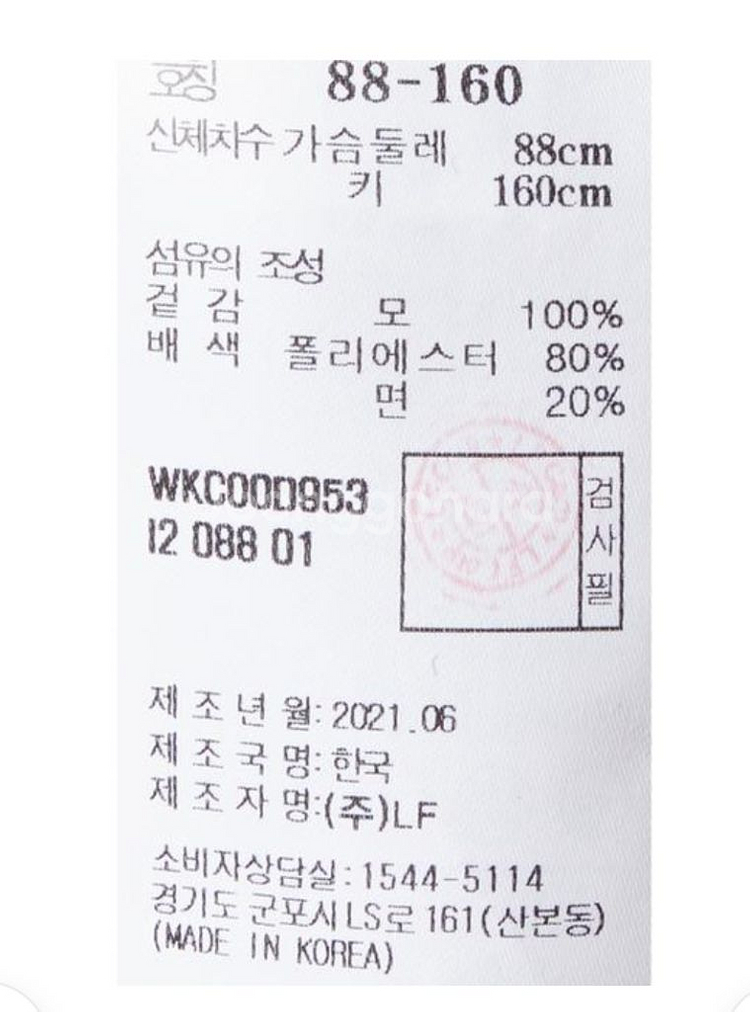 호칭 88-160
신체치수 가슴둘레 88cm
키 160cm
섬유의 조성
겉 감 모 100%
배 색 폴리에스터 80%
면 20%
WKC00D953
I2 088 01
검사필
제 조 년 월: 2021.06
제 조 국 명: 한국
제 조 자 명:(주)LF
소비자상담실: 1544-5114
경기도 군포시 LS로 161(산본동)
(MADE IN KOREA)